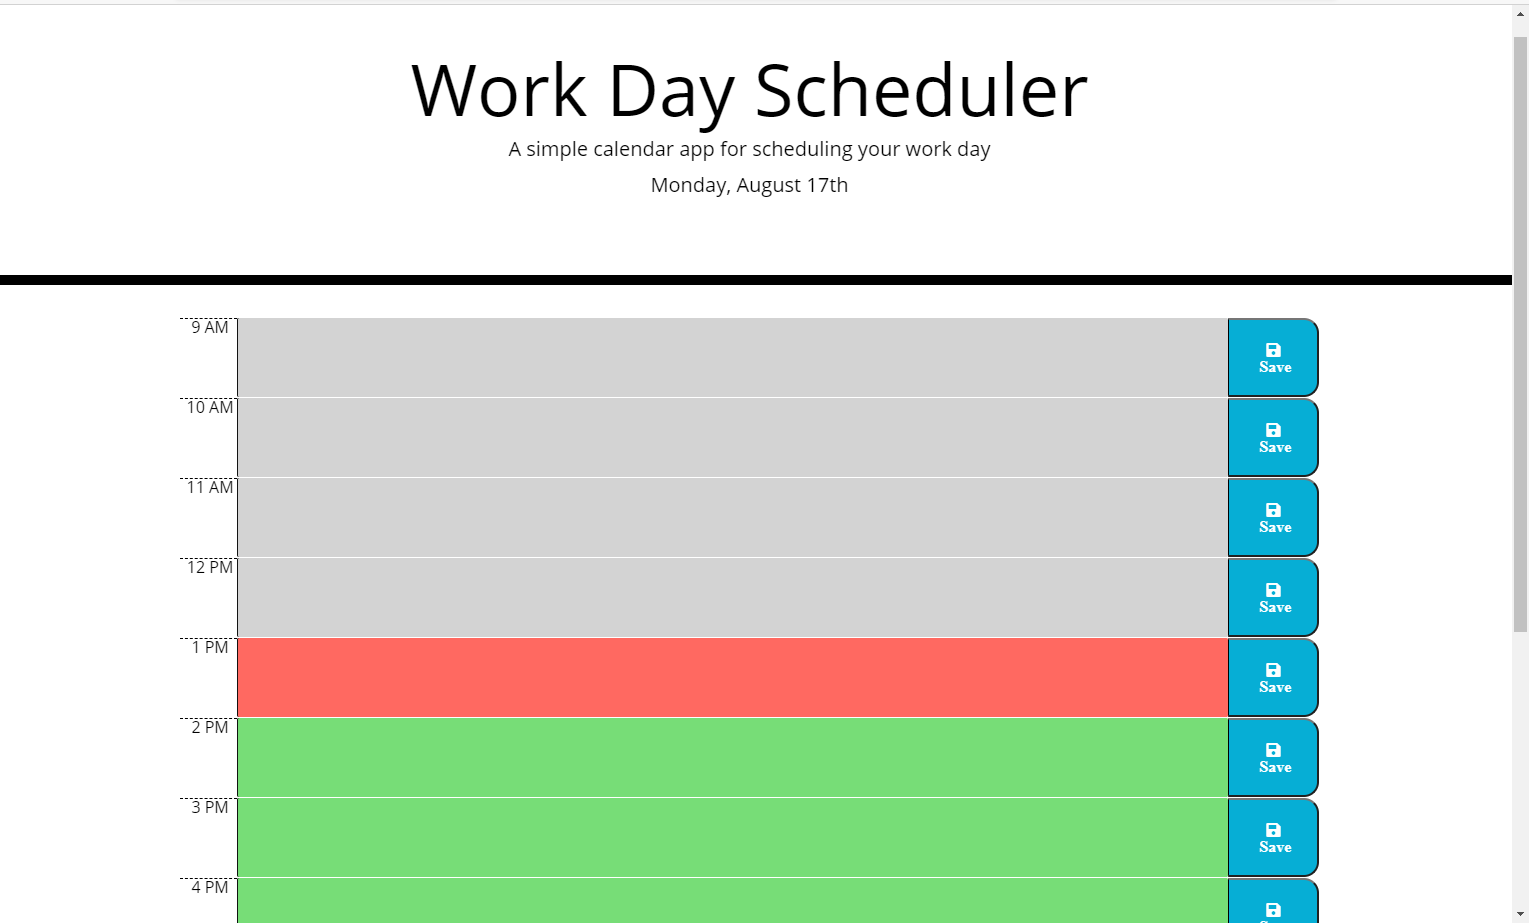 Work Day Scheduler
A simple calendar app for scheduling your work day
Monday, August 17th
9 AM
Save
10 AM
Save
11 AM
Save
12 PM
Save
1 PM
Save
2 PM
Save
3 PM
Save
4 PM